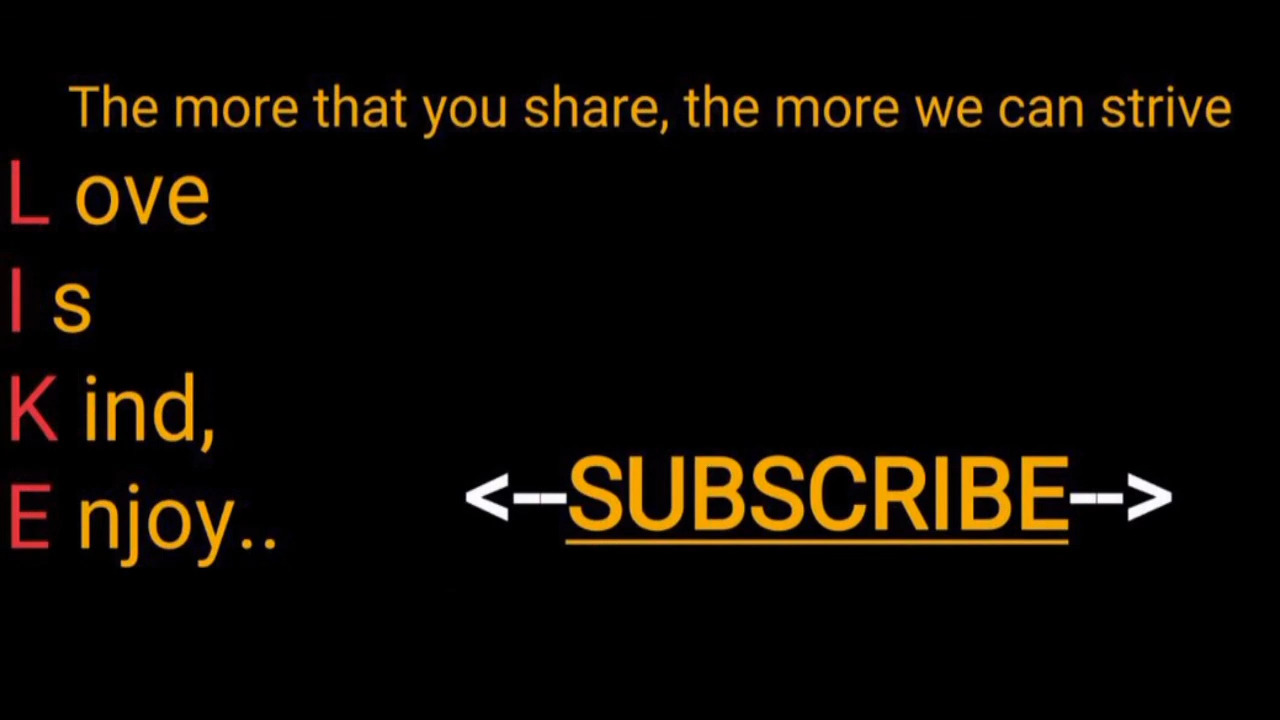 The more that you share, the more we can strive
L ove
I s
K ind,
E njoy..
<--SUBSCRIBE-->